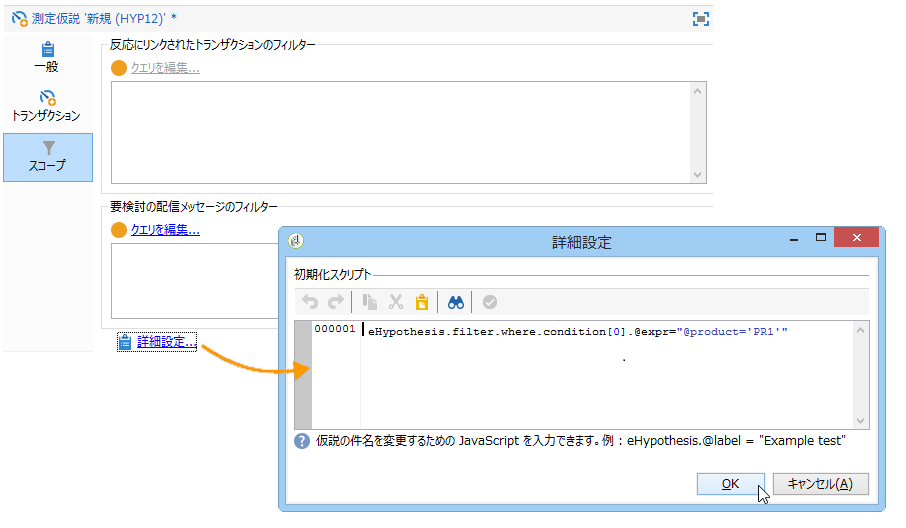 測定仮説 '新規 (HYP12)' *
一般
トランザクション
スコープ
反応にリンクされたトランザクションのフィルター
クエリを編集...
要検討の配信メッセージのフィルター
クエリを編集...
詳細設定...
詳細設定
初期化スクリプト
000001 eHypothesis.filter.where.condition[0].@expr="@product='PR1'"
仮説の件名を変更するための JavaScript を入力できます。例 : eHypothesis.@label = "Example test"
OK
キャンセル(A)